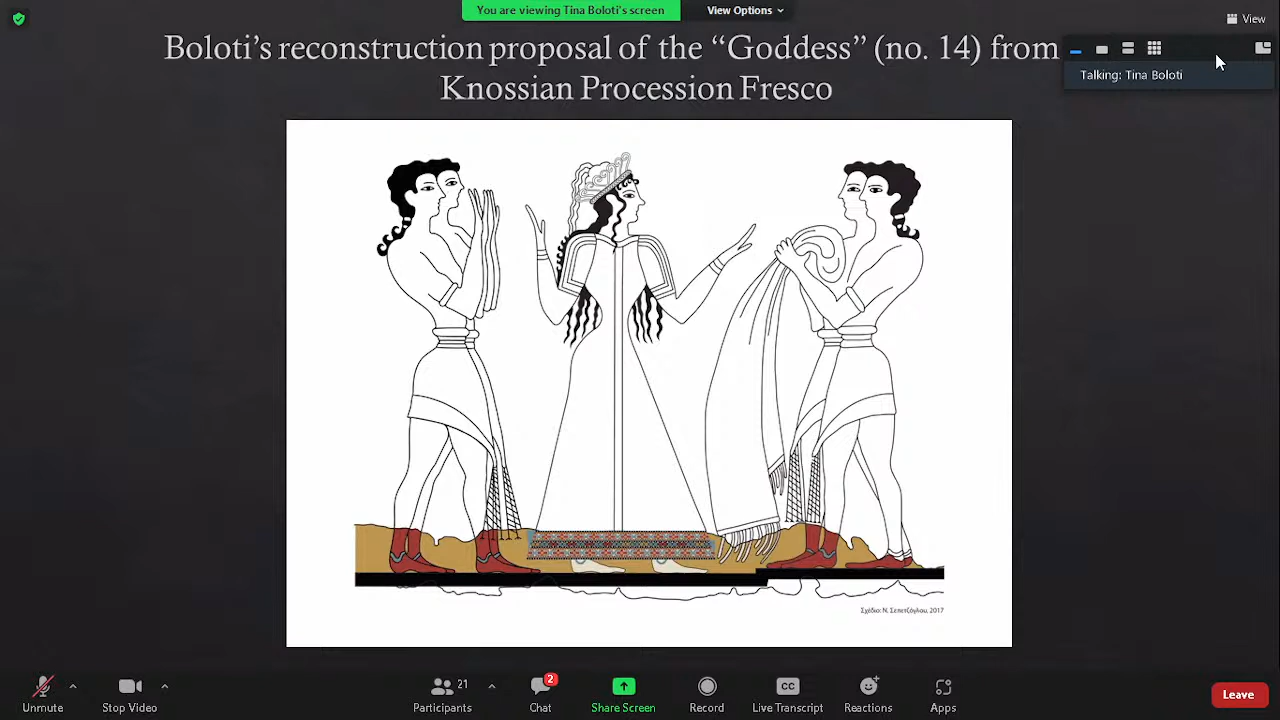 You are viewing Tina Boloti's screen
View Options
View
Boloti’s reconstruction proposal of the “Goddess” (no. 14) from
Knossian Procession Fresco
Talking: Tina Boloti
Σχέδιο: Ν. Σεπετζόγλου, 2017
Unmute
Stop Video
21
Participants
2
Chat
Share Screen
Record
CC
Live Transcript
Reactions
Apps
Leave